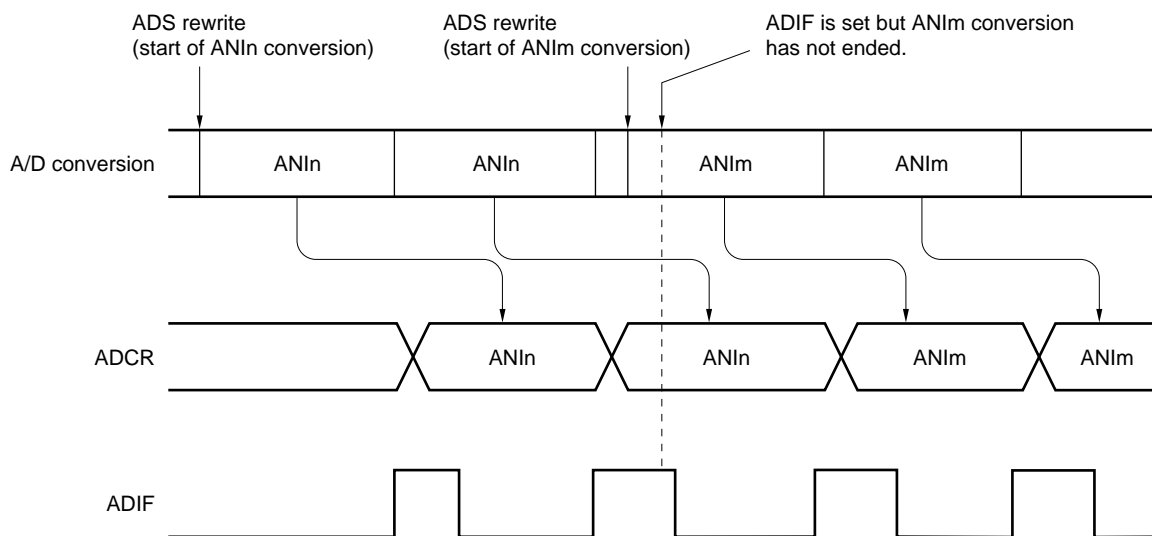 ADS rewrite
(start of ANIn conversion)
ADS rewrite
(start of ANIm conversion)
ADIF is set but ANIm conversion
has not ended.
A/D conversion
ANIn
ANIn
ANIm
ANIm
ADCR
ANIn
ANIn
ANIm
ANIm
ADIF